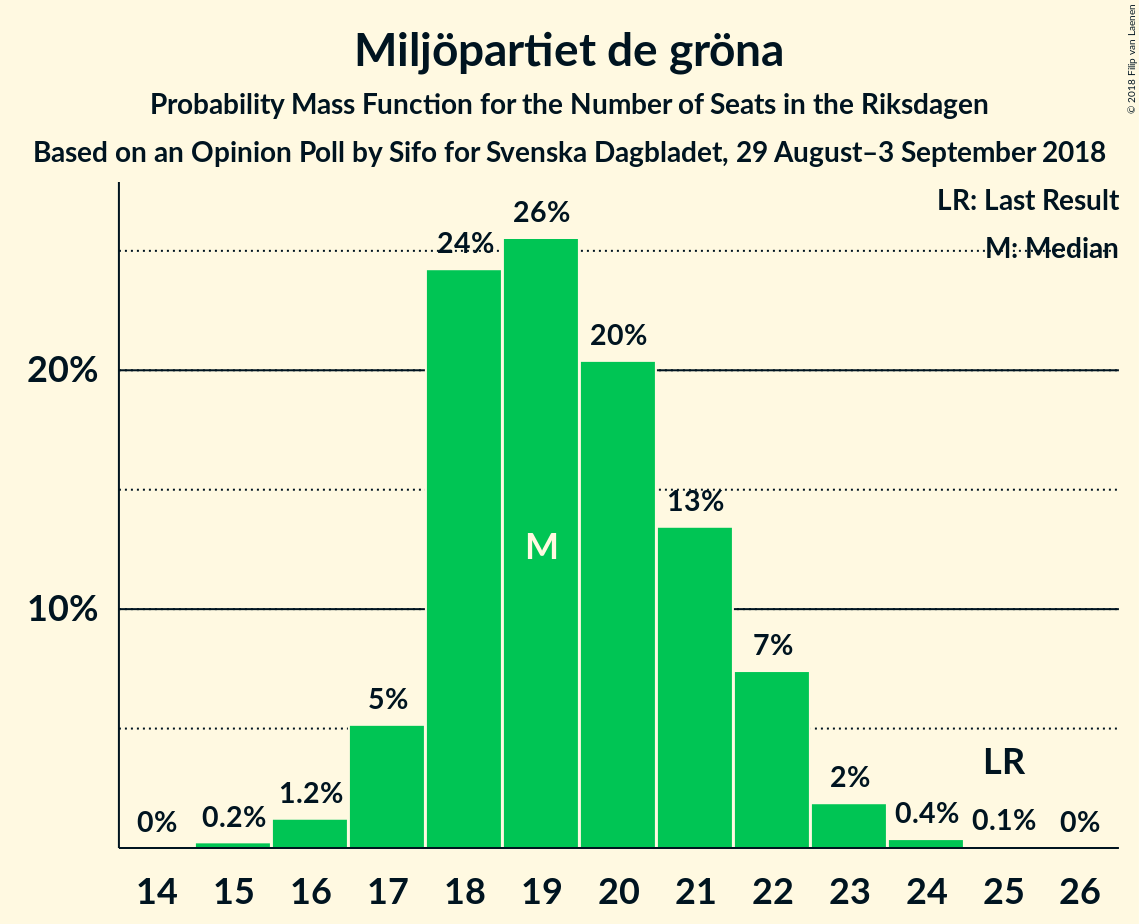 Miljöpartiet de gröna
Probability Mass Function for the Number of Seats in the Riksdagen
Based on an Opinion Poll by Sifo for Svenska Dagbladet, 29 August–3 September 2018
© 2018 Filip van Laenen
LR: Last Result
M: Median
26%
24%
20%
20%
13%
M
10%
7%
5%
LR
2%
1.2%
0.4%
0.2%
0.1%
0%
0%
14 15 16 17 18 19 20 21 22 23 24 25 26